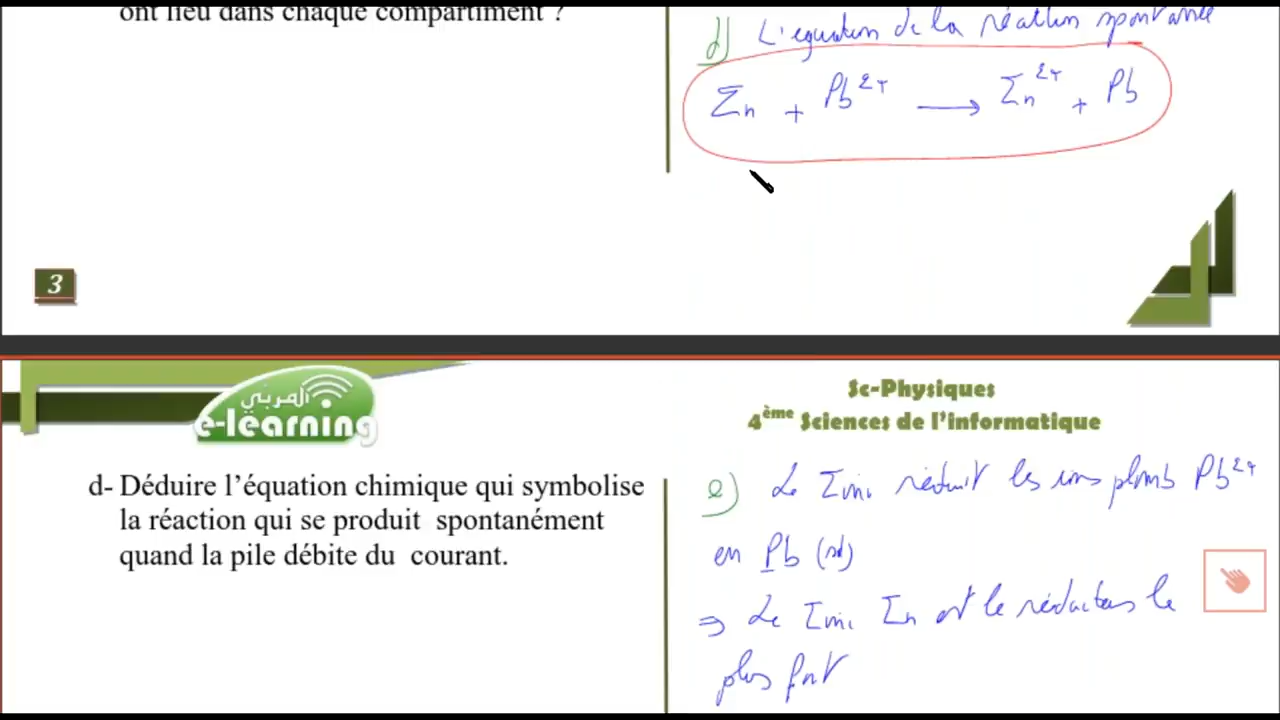 ont lieu dans chaque compartiment ?
d) L'équation de la réaction spontanée
Zn + Pb²⁺ → Zn²⁺ + Pb
3
المربي
e-learning
Sc-Physiques
4ème Sciences de l'informatique
d- Déduire l'équation chimique qui symbolise
la réaction qui se produit spontanément
quand la pile débite du courant.
e) Le Zinc réduit les ions plomb Pb²⁺
en Pb (sd)
⇒ Le Zinc Zn est le réducteur le
plus fort